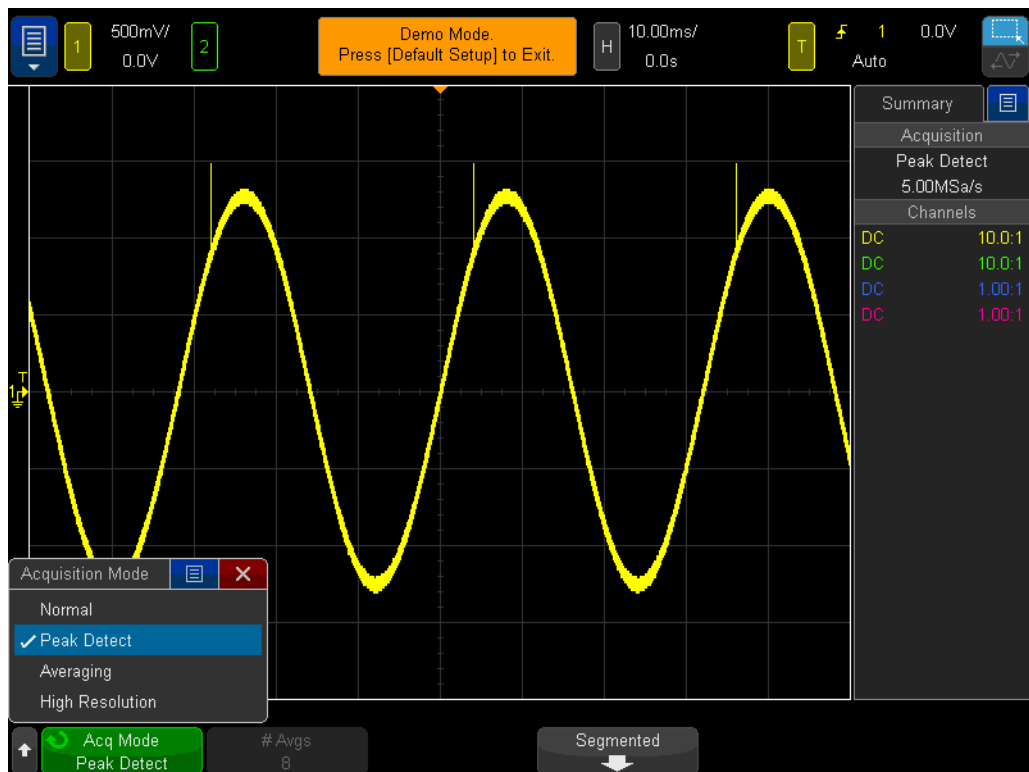 1 500mV/ 2 Demo Mode. H 10.00ms/ T 1 0.0V
0.0V Press [Default Setup] to Exit. 0.0s Auto
Summary
Acquisition
Peak Detect
5.00MSa/s
Channels
DC 10.0:1
DC 10.0:1
DC 1.00:1
DC 1.00:1
T
1
Acquisition Mode
Normal
Peak Detect
Averaging
High Resolution
Acq Mode # Avgs Segmented
Peak Detect 8